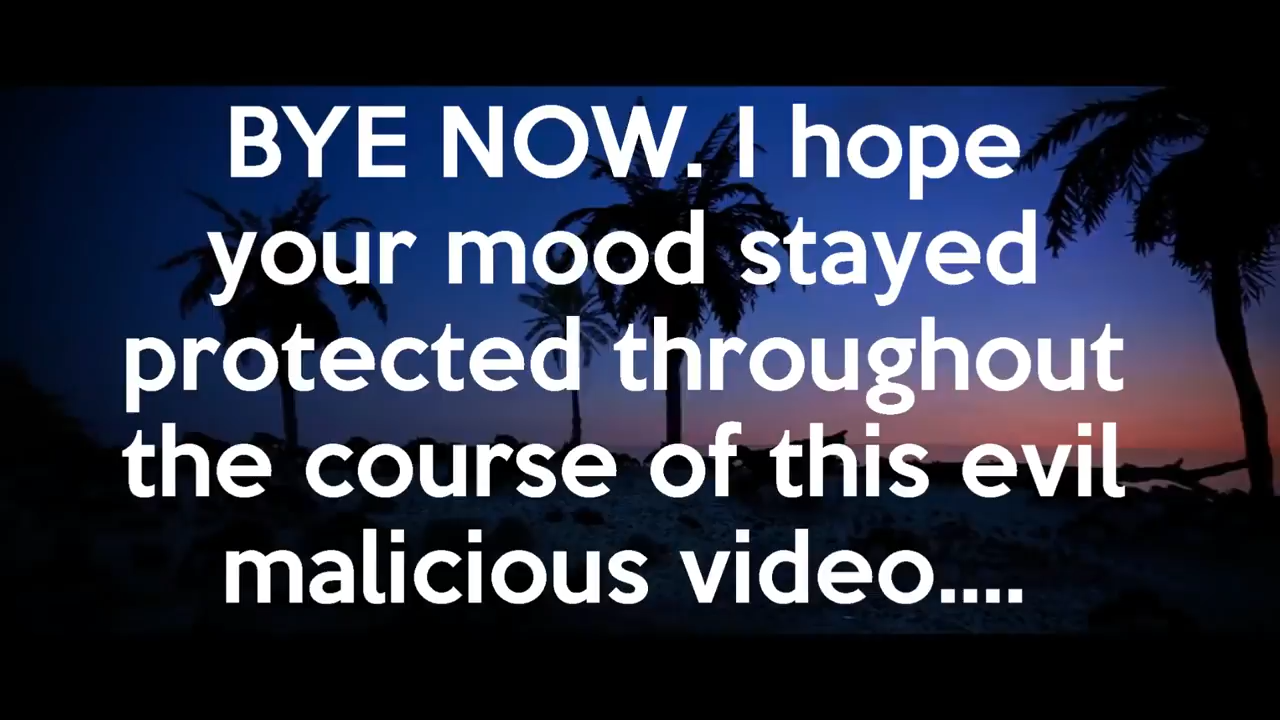 BYE NOW. I hope
your mood stayed
protected throughout
the course of this evil
malicious video....